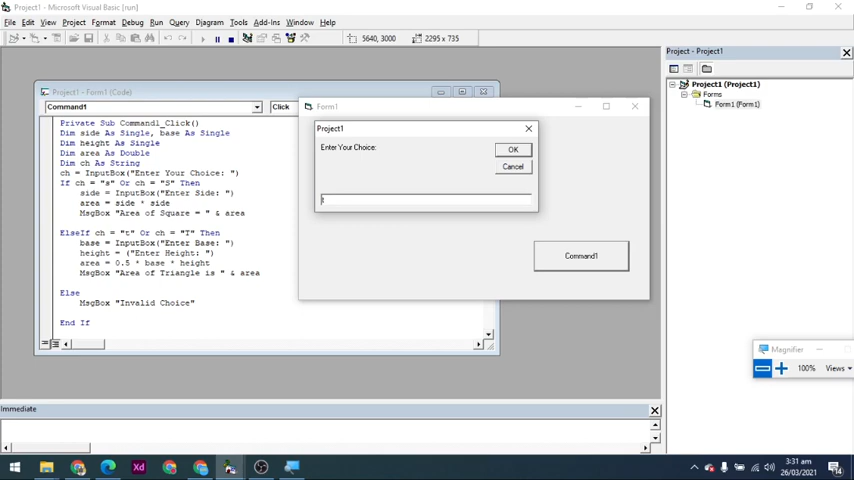 Project1 - Microsoft Visual Basic [run]
File Edit View Project Format Debug Run Query Diagram Tools Add-Ins Window Help
5640, 3000 2295 x 735
Project - Project1
Project1 (Project1)
Forms
Form1 (Form1)
Project1 - Form1 (Code)
Command1 Click
Private Sub Command1_Click()
Dim side As Single, base As Single
Dim height As Single
Dim area As Double
Dim ch As String
ch = InputBox("Enter Your Choice: ")
If ch = "s" Or ch = "S" Then
side = InputBox("Enter Side: ")
area = side * side
MsgBox "Area of Square = " & area
ElseIf ch = "t" Or ch = "T" Then
base = InputBox("Enter Base: ")
height = ("Enter Height: ")
area = 0.5 * base * height
MsgBox "Area of Triangle is " & area
Else
MsgBox "Invalid Choice"
End If
Form1
Project1
Enter Your Choice:
OK
Cancel
t
Command1
Magnifier
100% Views
Immediate
Xd
3:31 am
26/03/2021
14